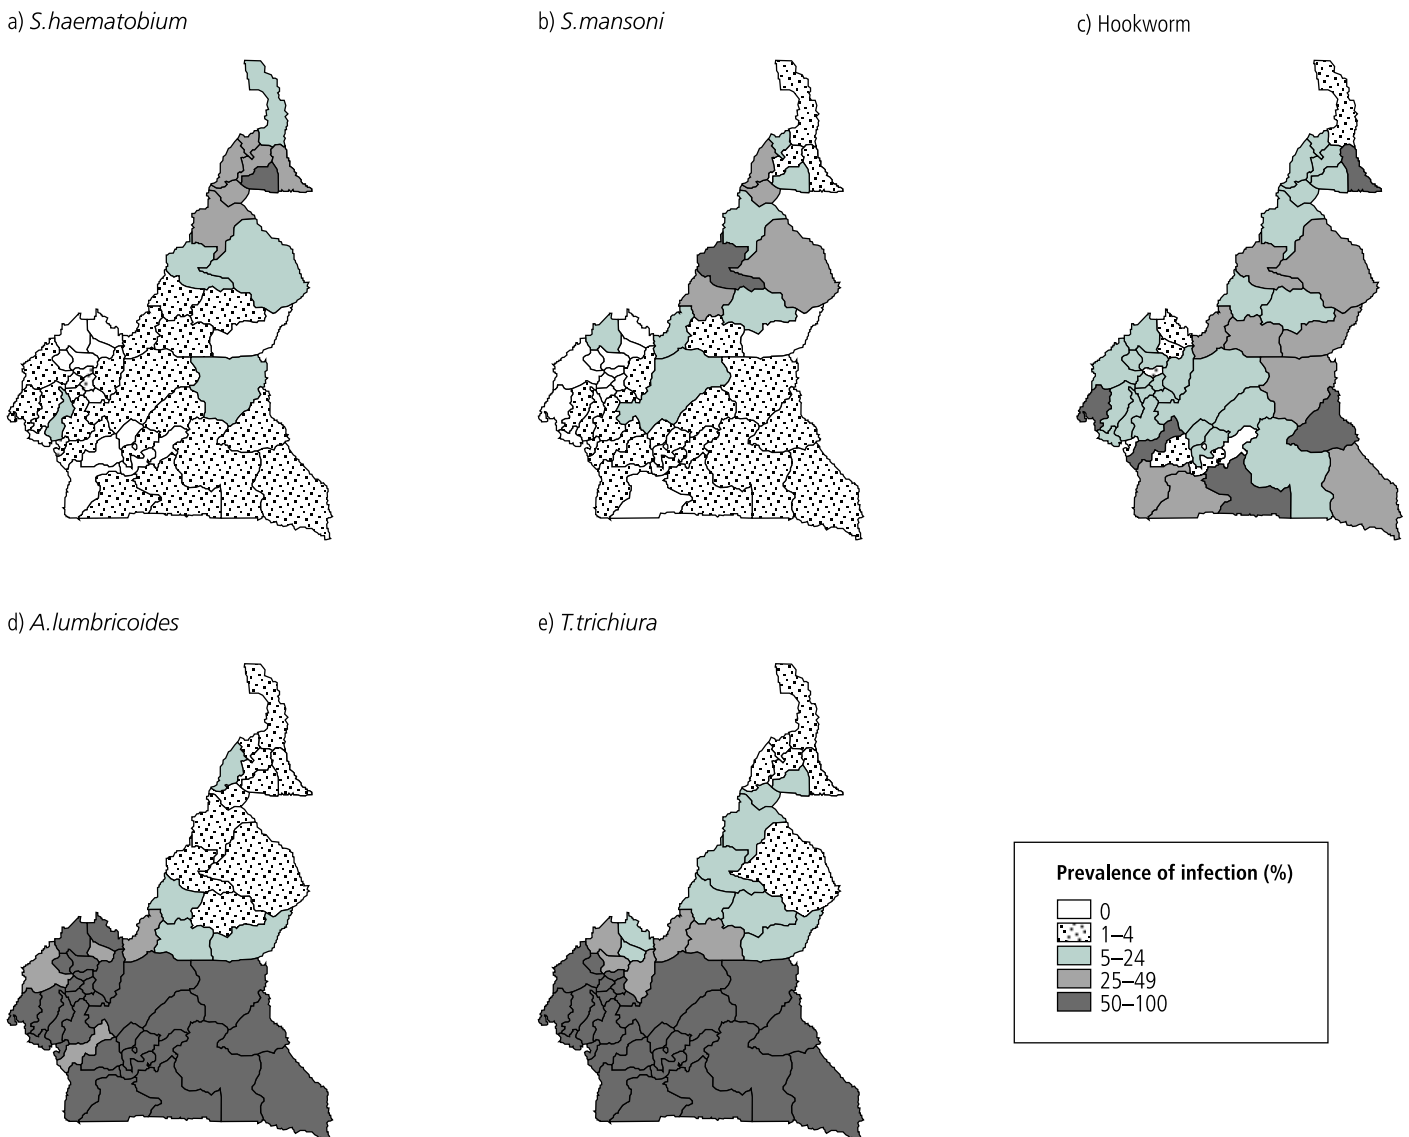 a) S.haematobium
b) S.mansoni
c) Hookworm
d) A.lumbricoides
e) T.trichiura
Prevalence of infection (%)
0
1–4
5–24
25–49
50–100